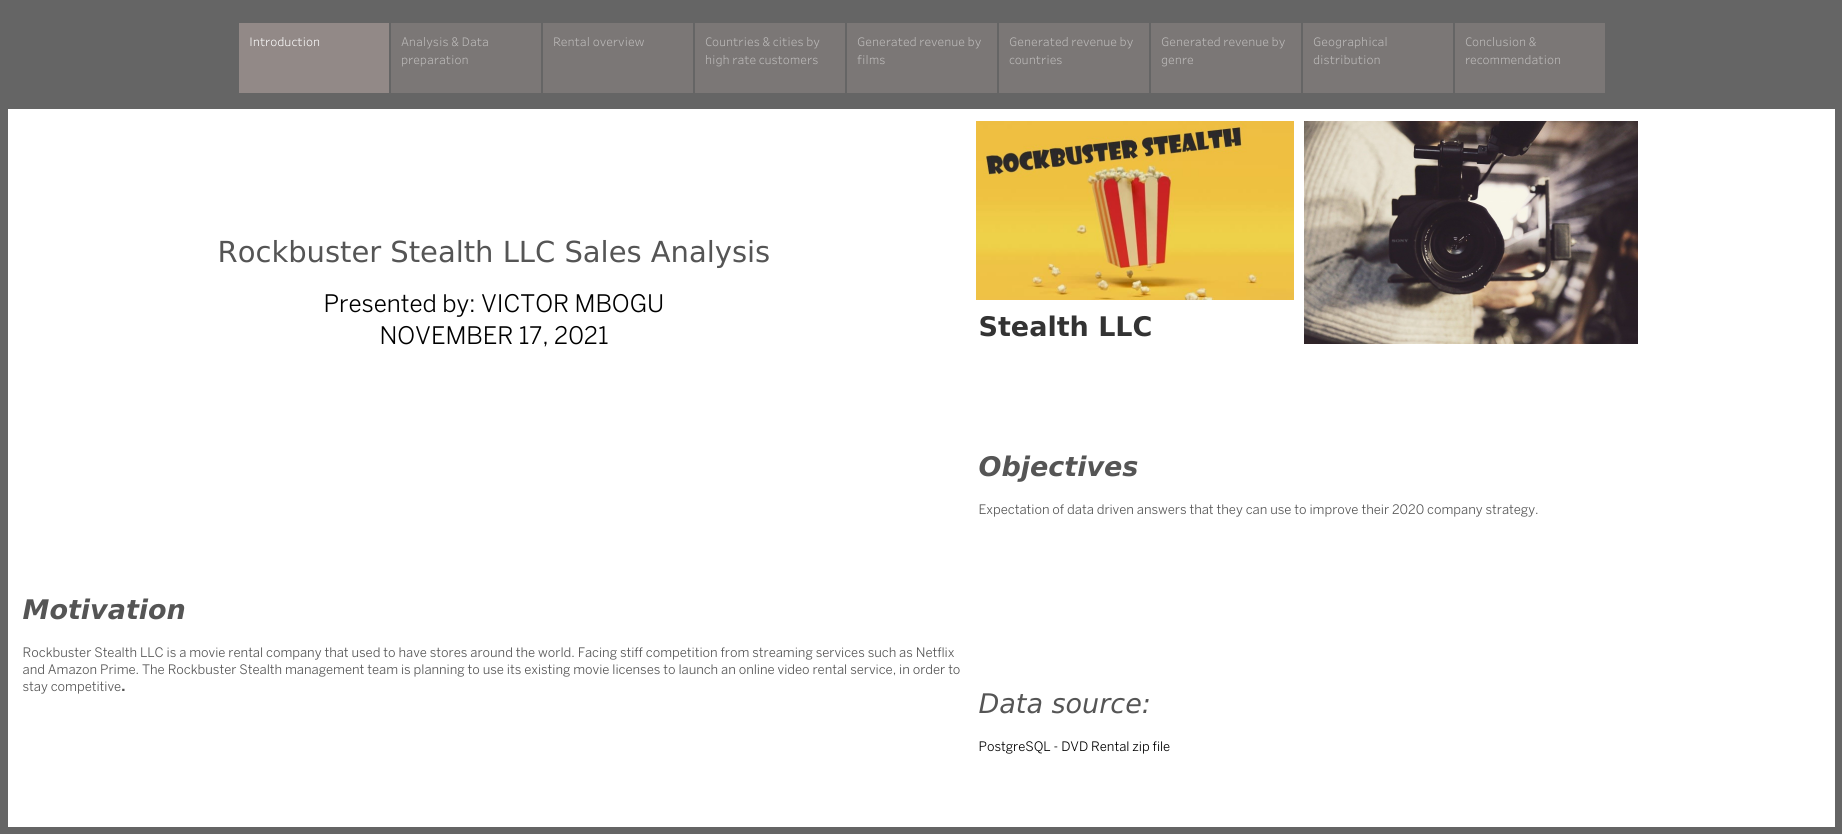 Introduction
Analysis & Data
preparation
Rental overview
Countries & cities by
high rate customers
Generated revenue by
films
Generated revenue by
countries
Generated revenue by
genre
Geographical
distribution
Conclusion &
recommendation
Rockbuster Stealth LLC Sales Analysis
Presented by: VICTOR MBOGU
NOVEMBER 17, 2021
ROCKBUSTER STEALTH
Stealth LLC
SONY
Objectives
Expectation of data driven answers that they can use to improve their 2020 company strategy.
Motivation
Rockbuster Stealth LLC is a movie rental company that used to have stores around the world. Facing stiff competition from streaming services such as Netflix
and Amazon Prime. The Rockbuster Stealth management team is planning to use its existing movie licenses to launch an online video rental service, in order to
stay competitive.
Data source:
PostgreSQL - DVD Rental zip file